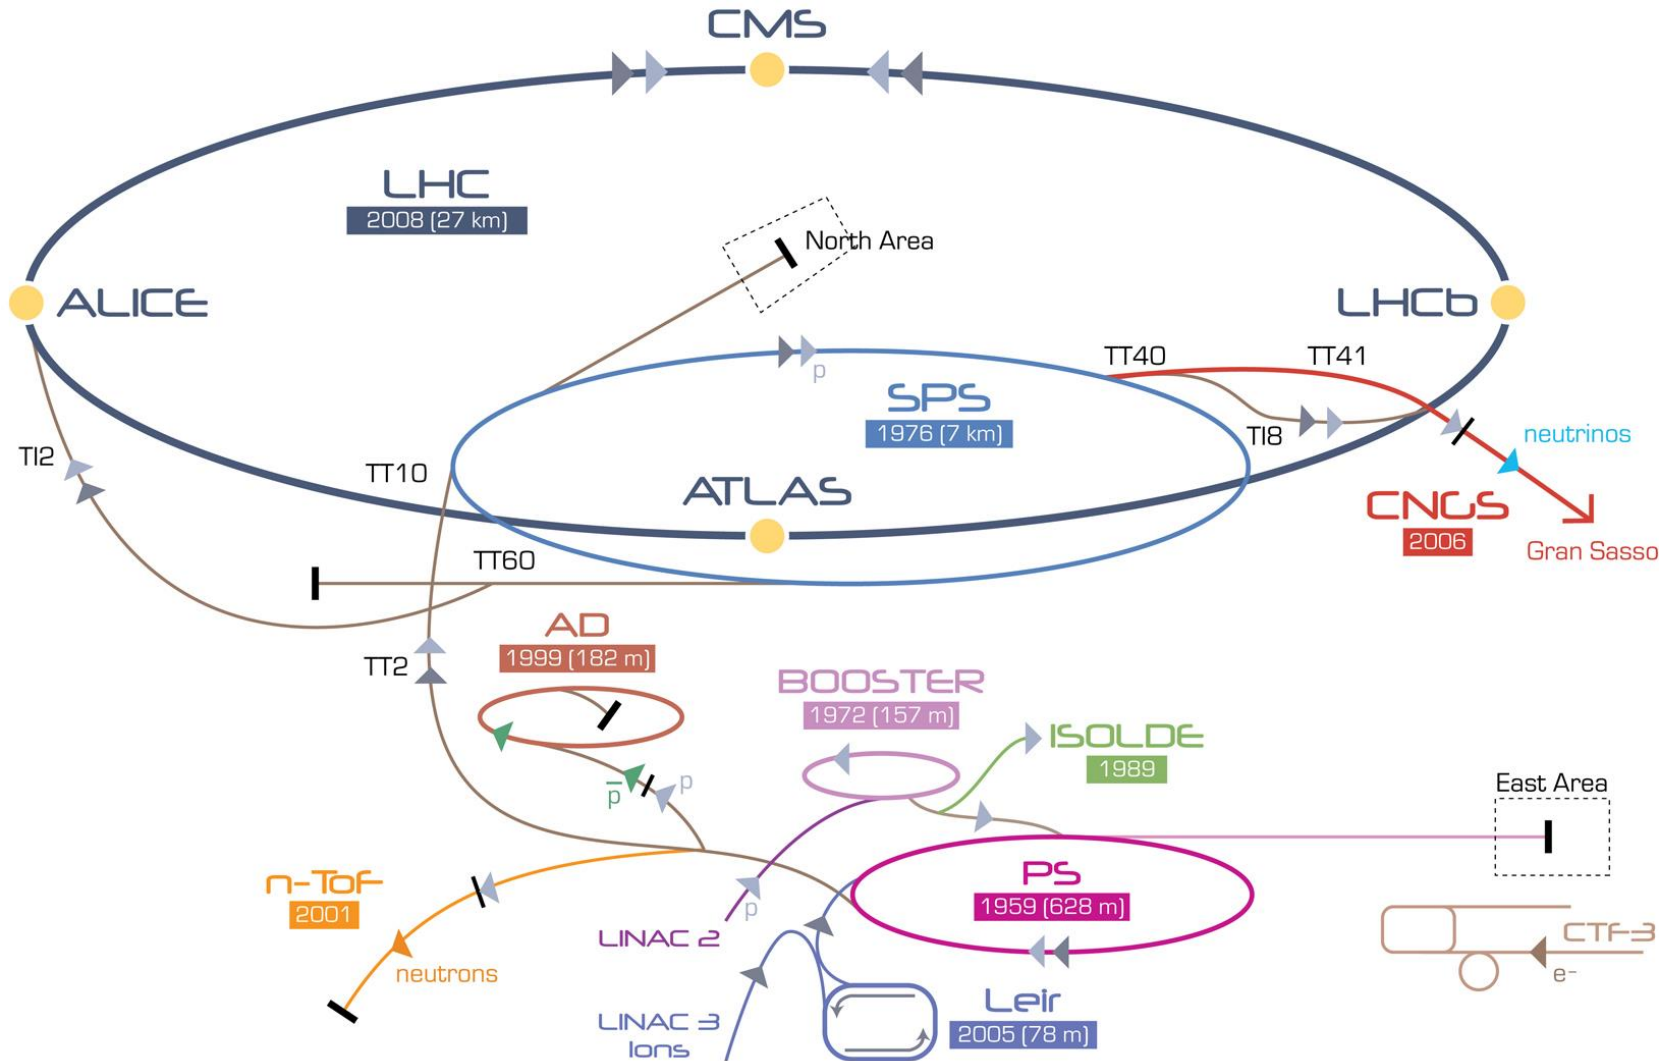 CMS
LHC
2008 (27 km)
North Area
ALICE
LHCb
TT40
TT41
p
SPS
1976 (7 km)
TI8
neutrinos
TI2
TT10
ATLAS
CNGS
2006
Gran Sasso
TT60
AD
1999 (182 m)
TT2
BOOSTER
1972 (157 m)
ISOLDE
1989
p̅
p
East Area
n-ToF
2001
neutrons
p
LINAC 2
PS
1959 (628 m)
CTF-3
e-
LINAC 3
Ions
Leir
2005 (78 m)